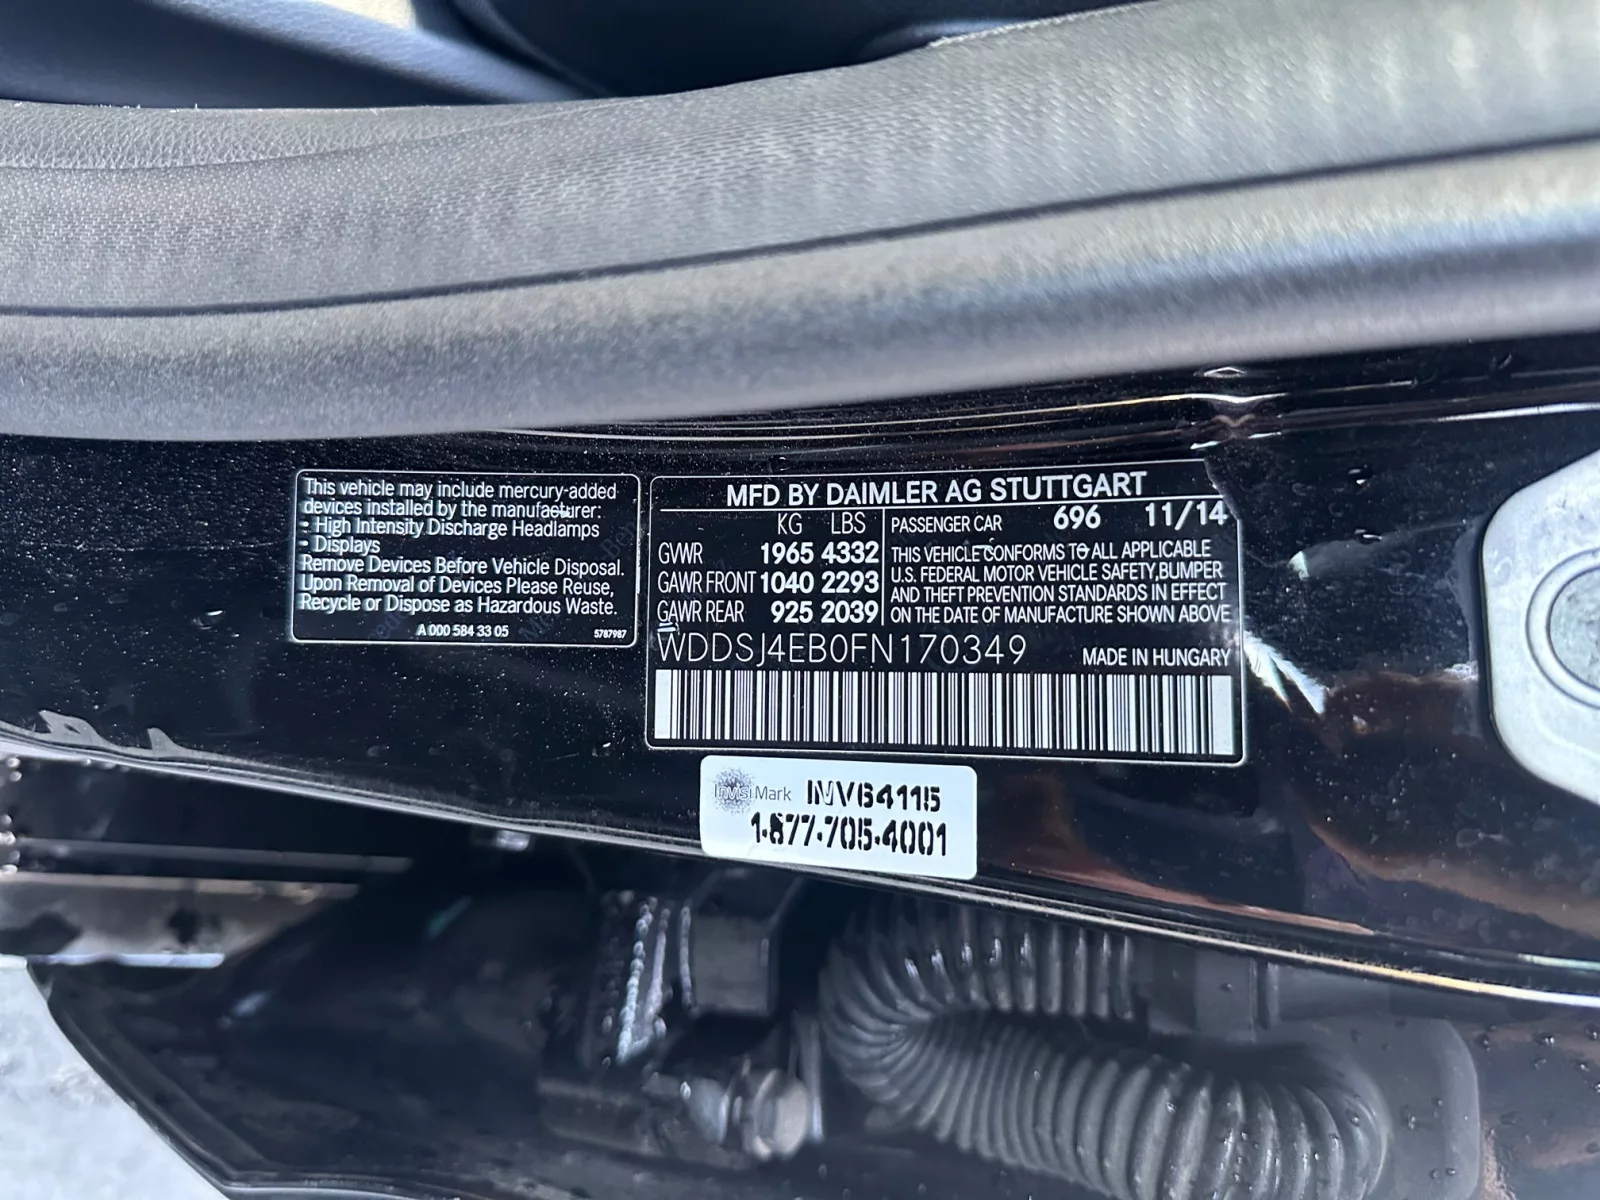 This vehicle may include mercury-added
devices installed by the manufacturer:
- High Intensity Discharge Headlamps
- Displays
Remove Devices Before Vehicle Disposal.
Upon Removal of Devices Please Reuse,
Recycle or Dispose as Hazardous Waste.
A 000 584 33 05
5787987
MFD BY DAIMLER AG STUTTGART
KG LBS
GVWR 1965 4332
GAWR FRONT 1040 2293
GAWR REAR 925 2039
PASSENGER CAR 696 11/14
THIS VEHICLE CONFORMS TO ALL APPLICABLE
U.S. FEDERAL MOTOR VEHICLE SAFETY,BUMPER
AND THEFT PREVENTION STANDARDS IN EFFECT
ON THE DATE OF MANUFACTURE SHOWN ABOVE
WDDSJ4EB0FN170349
MADE IN HUNGARY
InvisiMark INV64115
1-877-705-4001